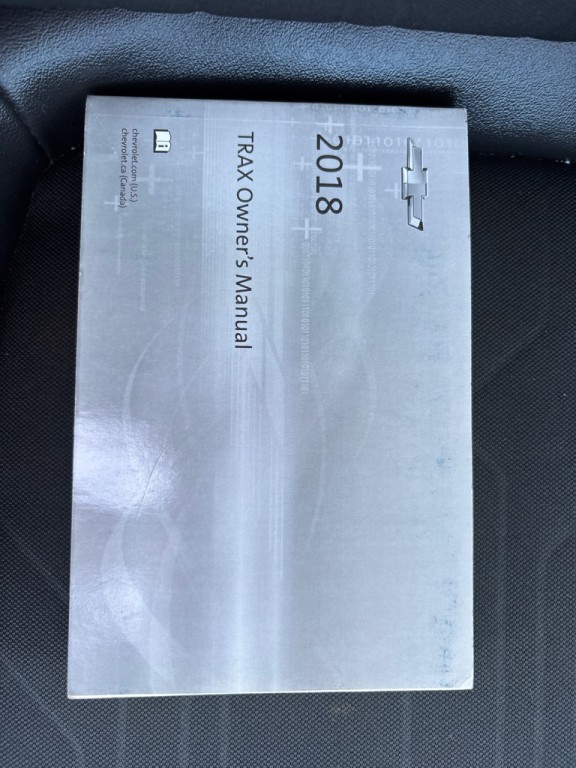 2018
TRAX Owner's Manual
chevrolet.com (U.S.)
chevrolet.ca (Canada)